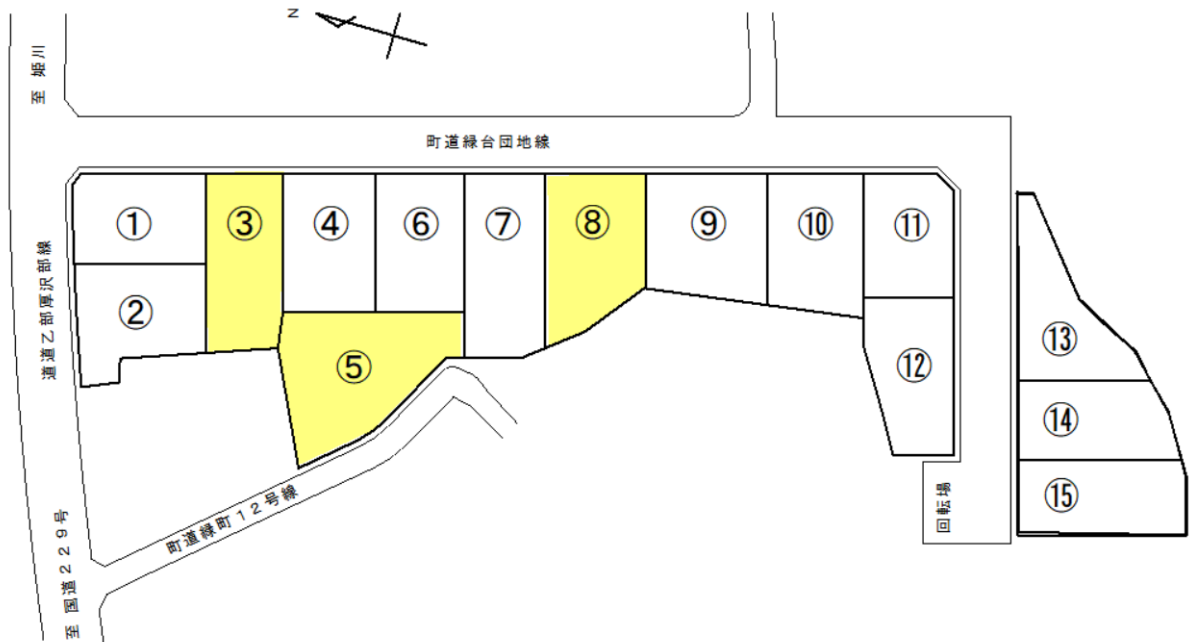 N
至 姫川
町道緑台団地線
①
③
④
⑥
⑦
⑧
⑨
⑩
⑪
②
⑤
⑫
⑬
⑭
⑮
道道乙部厚沢部線
町道緑町12号線
回転場
至 国道229号